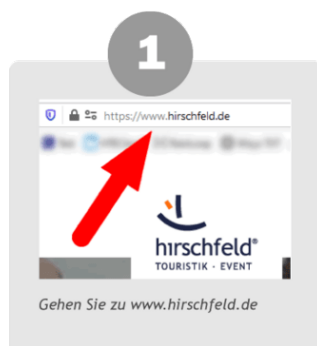 1
https://www.hirschfeld.de
hirschfeld®
TOURISTIK · EVENT
Gehen Sie zu www.hirschfeld.de